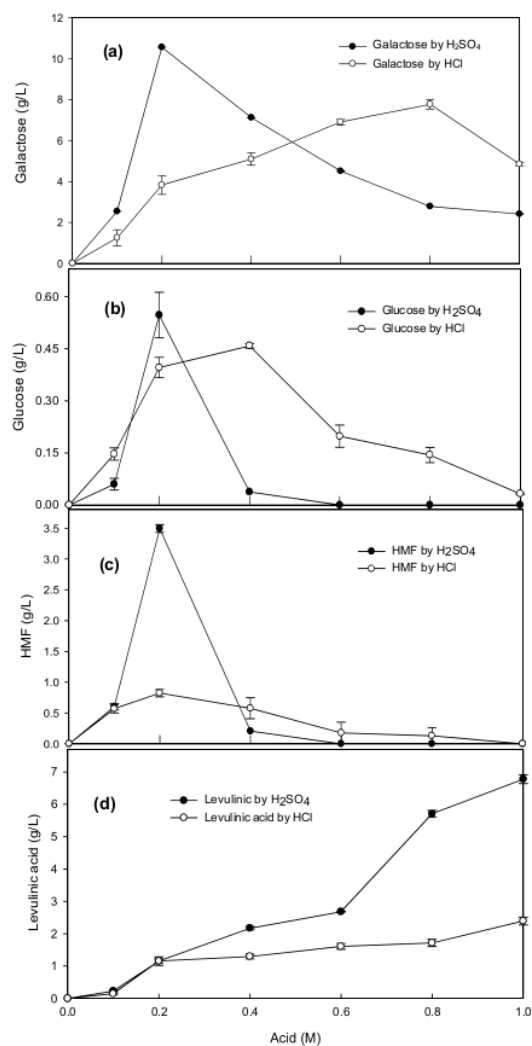 (a)
Galactose by H₂SO₄
Galactose by HCl
Galactose (g/L)
12
10
8
6
4
2
0
(b)
Glucose by H₂SO₄
Glucose by HCl
Glucose (g/L)
0.60
0.45
0.30
0.15
0.00
(c)
HMF by H₂SO₄
HMF by HCl
HMF (g/L)
3.5
3.0
2.5
2.0
1.5
1.0
0.5
0.0
(d)
Levulinic by H₂SO₄
Levulinic acid by HCl
Levulinic acid (g/L)
7
6
5
4
3
2
1
0
0.0 0.2 0.4 0.6 0.8 1.0
Acid (M)